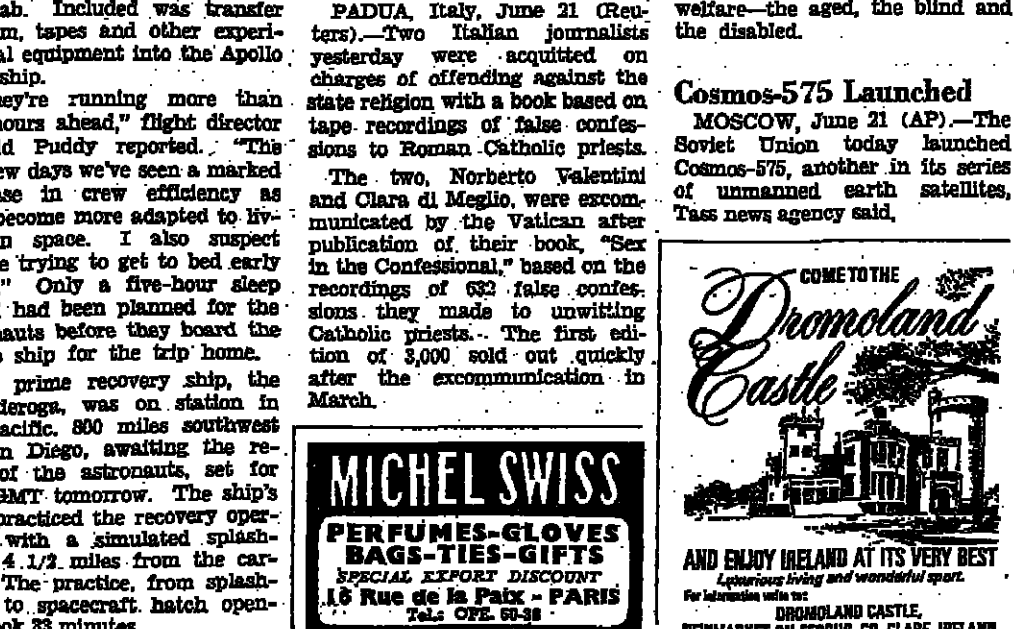 ab. Included was transfer
m, tapes and other experi-
al equipment into the Apollo
ship.
ey're running more than
hours ahead," flight director
ld Puddy reported. "The
ew days we've seen a marked
ase in crew efficiency as
become more adapted to liv-
n space. I also suspect
e trying to get to bed early
" Only a five-hour sleep
had been planned for the
nauts before they board the
ship for the trip home.
prime recovery ship, the
deroga, was on station in
acific. 800 miles southwest
n Diego, awaiting the re-
of the astronauts, set for
GMT tomorrow. The ship's
practiced the recovery oper-
with a simulated splash-
4 1/2 miles from the car-
The practice, from splash-
to spacecraft hatch open-
ook 33 minutes
PADUA, Italy, June 21 (Reu-
ters).—Two Italian journalists
yesterday were acquitted on
charges of offending against the
state religion with a book based on
tape recordings of false confes-
sions to Roman Catholic priests.
The two, Norberto Valentini
and Clara di Meglio, were excom-
municated by the Vatican after
publication of their book, "Sex
in the Confessional," based on the
recordings of 632 false confes-
sions they made to unwitting
Catholic priests. The first edi-
tion of 3,000 sold out quickly
after the excommunication in
March.
MICHEL SWISS
PERFUMES-GLOVES
BAGS-TIES-GIFTS
SPECIAL EXPORT DISCOUNT
16 Rue de la Paix - PARIS
Tel.: OPE. 60-36
welfare—the aged, the blind and
the disabled.
Cosmos-575 Launched
MOSCOW, June 21 (AP).—The
Soviet Union today launched
Cosmos-575, another in its series
of unmanned earth satellites,
Tass news agency said.
COME TO THE
Dromoland
Castle
AND ENJOY IRELAND AT ITS VERY BEST
Luxurious living and wonderful sport.
For information write to:
DROMOLAND CASTLE,
CO. CLARE, IRELAND